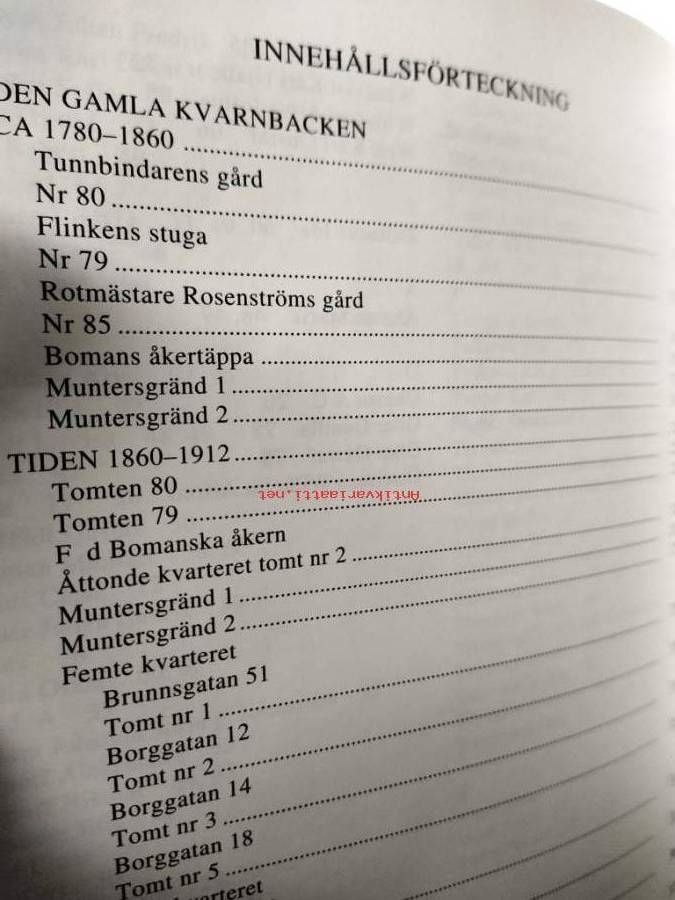 INNEHÅLLSFÖRTECKNING
DEN GAMLA KVARNBACKEN
CA 1780–1860
Tunnbindarens gård
Nr 80
Flinkens stuga
Nr 79
Rotmästare Rosenströms gård
Nr 85
Bomans åkertäppa
Muntersgränd 1
Muntersgränd 2
TIDEN 1860–1912
Tomten 80
Antikvariaatti.net
Tomten 79
F d Bomanska åkern
Åttonde kvarteret tomt nr 2
Muntersgränd 1
Muntersgränd 2
Femte kvarteret
Brunnsgatan 51
Tomt nr 1
Borggatan 12
Tomt nr 2
Borggatan 14
Tomt nr 3
Borggatan 18
Tomt nr 5